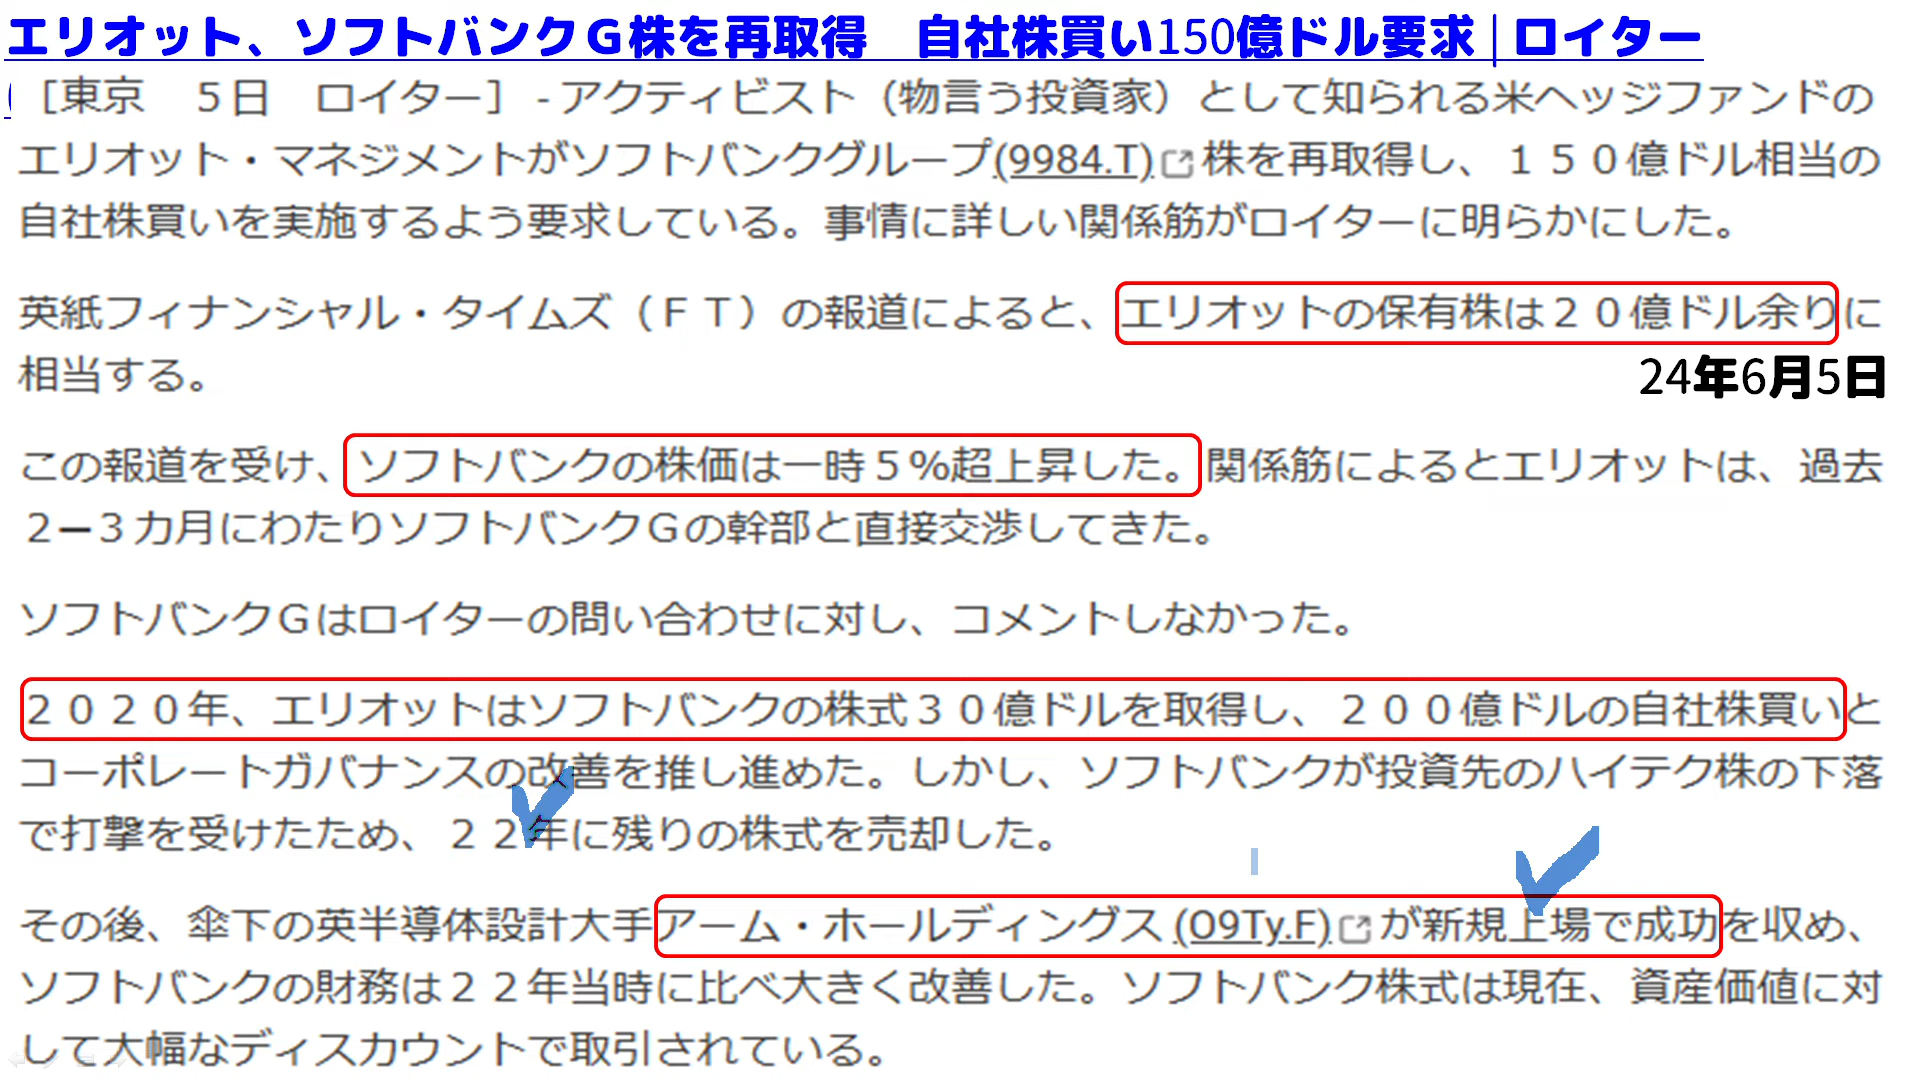 エリオット、ソフトバンクＧ株を再取得　自社株買い150億ドル要求 | ロイター
［東京　５日　ロイター］ - アクティビスト（物言う投資家）として知られる米ヘッジファンドの
エリオット・マネジメントがソフトバンクグループ(9984.T) 株を再取得し、１５０億ドル相当の
自社株買いを実施するよう要求している。事情に詳しい関係筋がロイターに明らかにした。
英紙フィナンシャル・タイムズ（ＦＴ）の報道によると、エリオットの保有株は２０億ドル余りに
相当する。
24年6月5日
この報道を受け、ソフトバンクの株価は一時５%超上昇した。関係筋によるとエリオットは、過去
２ー３カ月にわたりソフトバンクＧの幹部と直接交渉してきた。
ソフトバンクＧはロイターの問い合わせに対し、コメントしなかった。
２０２０年、エリオットはソフトバンクの株式３０億ドルを取得し、２００億ドルの自社株買いと
コーポレートガバナンスの改善を推し進めた。しかし、ソフトバンクが投資先のハイテク株の下落
で打撃を受けたため、２２年に残りの株式を売却した。
その後、傘下の英半導体設計大手アーム・ホールディングス (O9Ty.F) が新規上場で成功を収め、
ソフトバンクの財務は２２年当時に比べ大きく改善した。ソフトバンク株式は現在、資産価値に対
して大幅なディスカウントで取引されている。